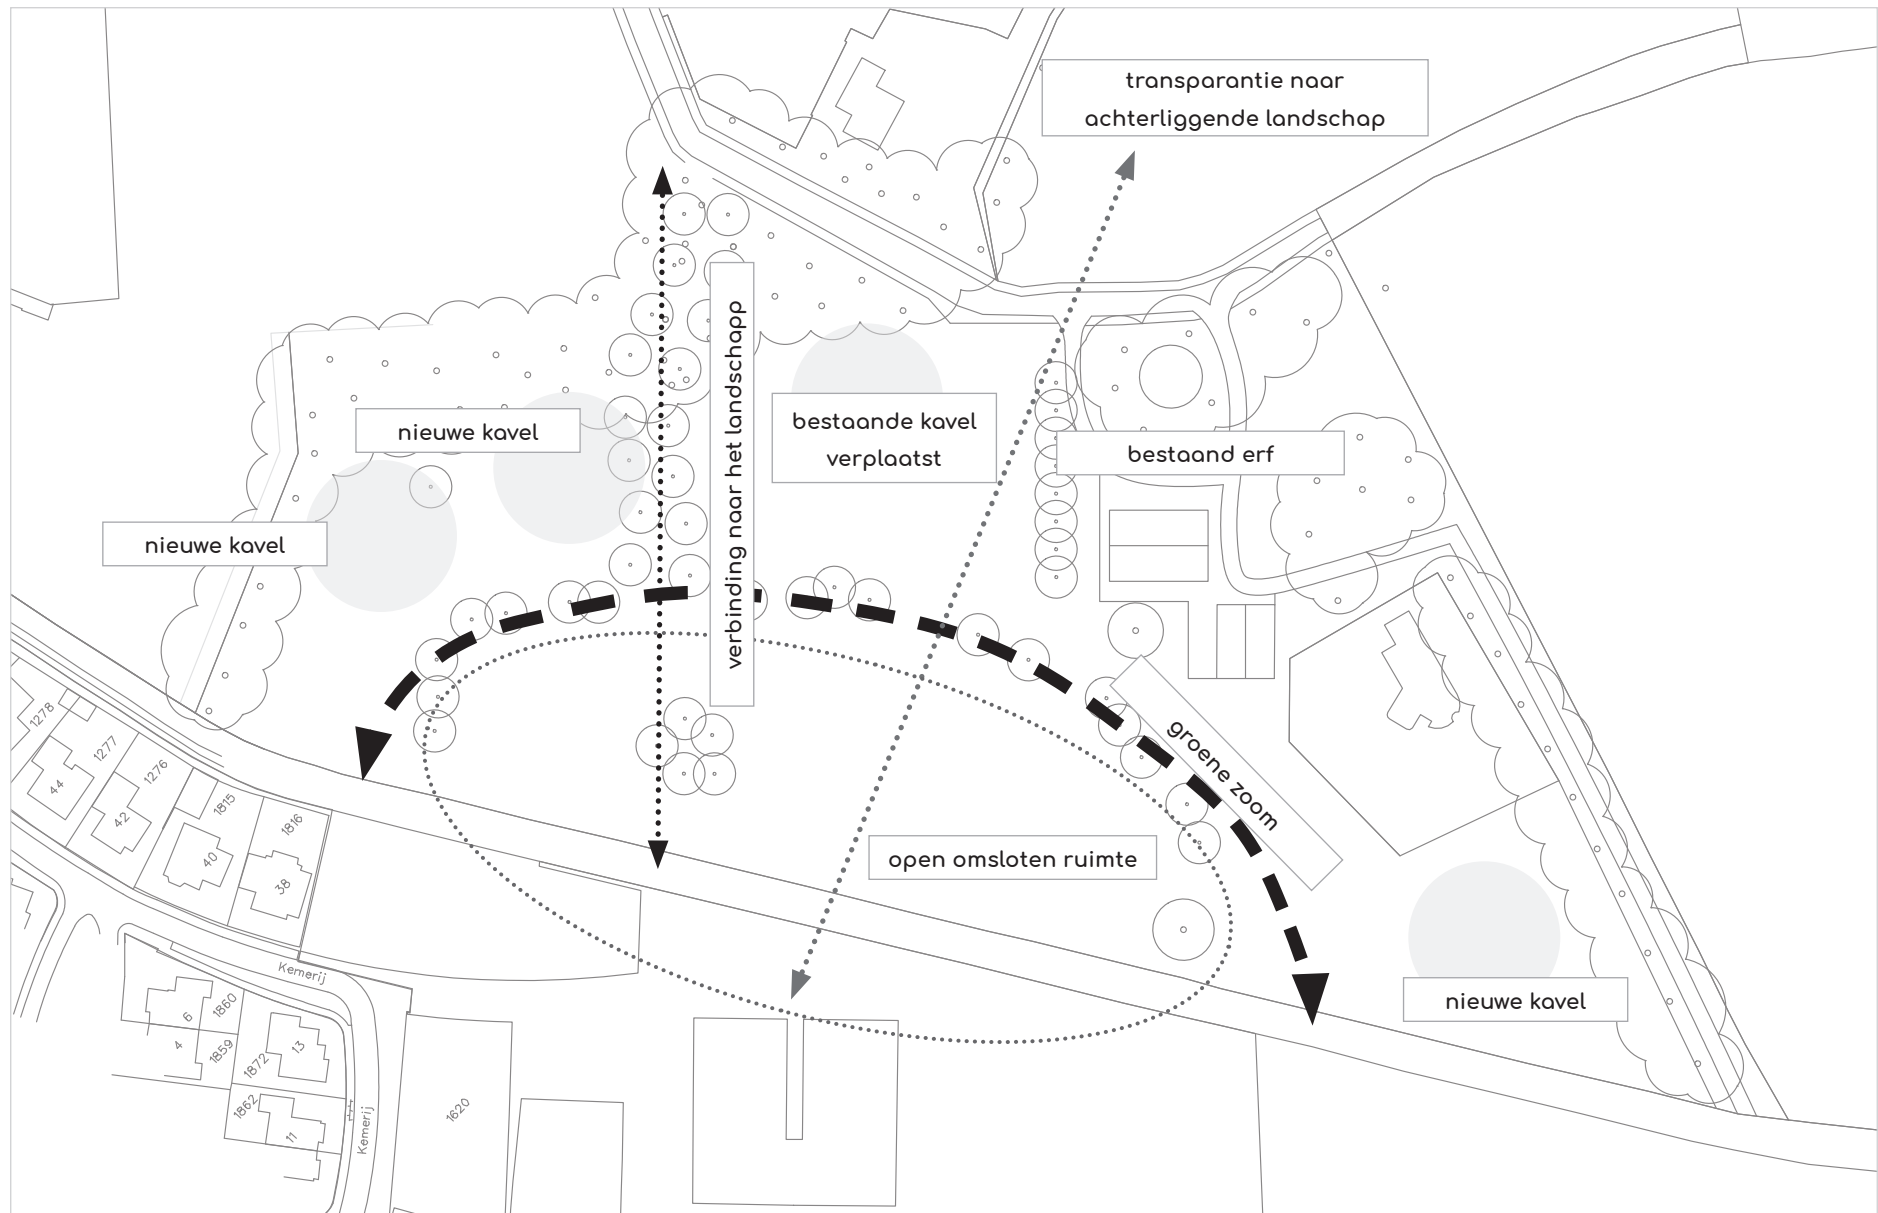 transparantie naar
achterliggende landschap
verbinding naar het landschapp
nieuwe kavel
bestaande kavel
verplaatst
bestaand erf
nieuwe kavel
groene zoom
open omsloten ruimte
nieuwe kavel
1278
1277
1276
1815
1816
44
42
40
38
Kemerij
6
1860
4
1859
13
1872
1862
11
Kemerij
1620